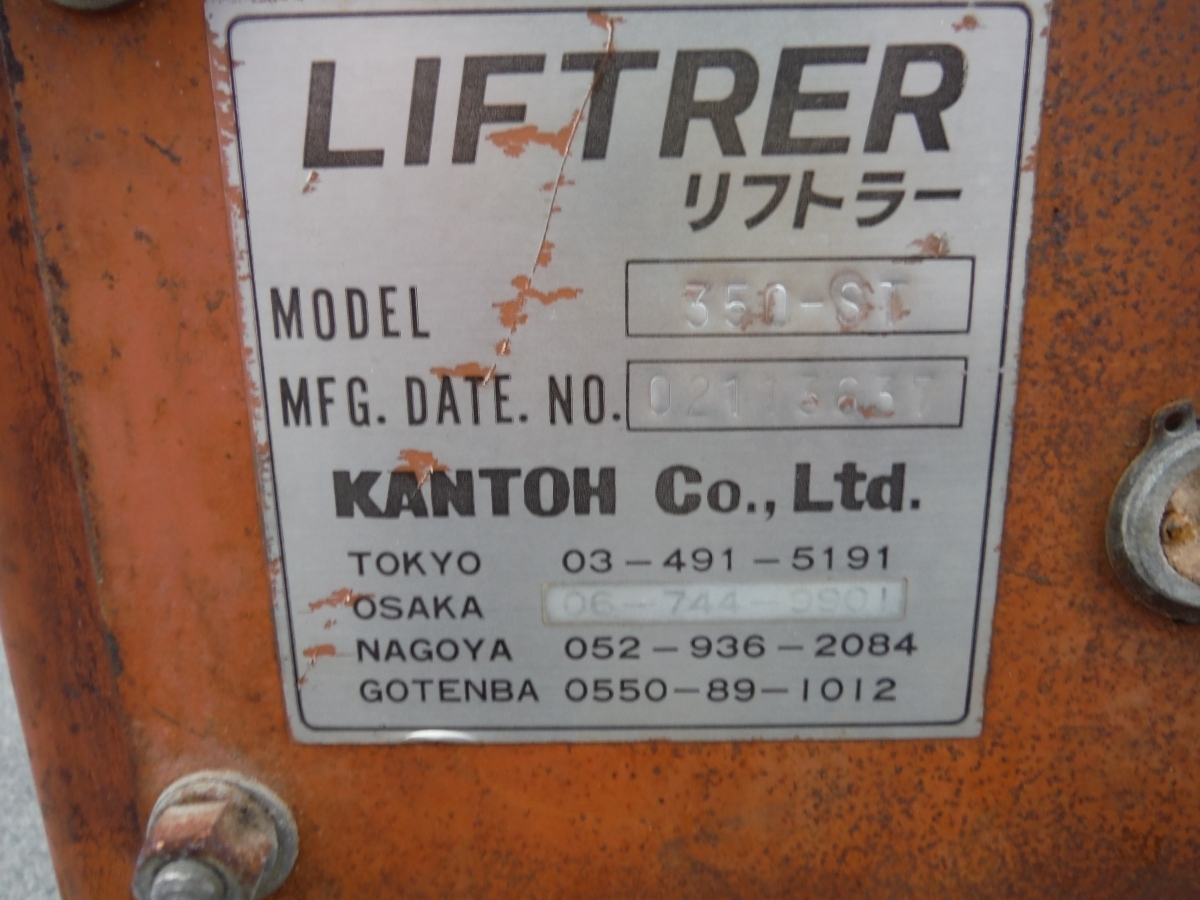 LIFTRER
リフトラー
MODEL 350-ST
MFG. DATE. NO.
KANTOH Co., Ltd.
TOKYO 03-491-5191
OSAKA 06-744-9901
NAGOYA 052-936-2084
GOTENBA 0550-89-1012